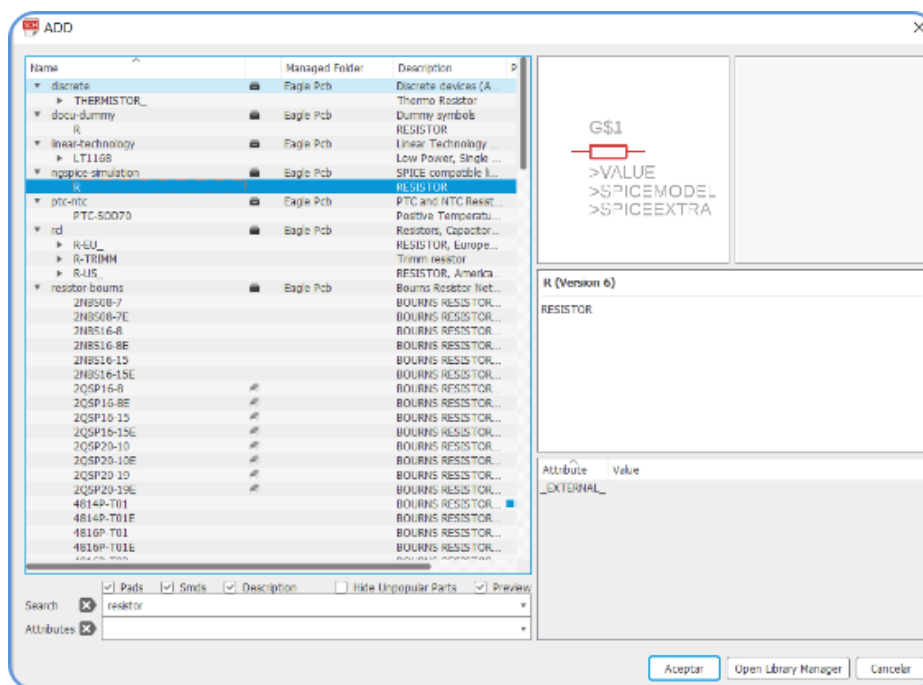 ADD
Name Managed Folder Description P
discrete Eagle Pcb Discrete devices (A...
THERMISTOR_ Thermo Resistor
docu-dummy Eagle Pcb Dummy symbols
R RESISTOR
linear-technology Eagle Pcb Linear Technology ...
LT1168 Low Power, Single ...
ngspice-simulation Eagle Pcb SPICE compatible li...
R RESISTOR
ptc-ntc Eagle Pcb PTC and NTC Resist...
PTC-SOD70 Positive Temperatu...
rcl Eagle Pcb Resistors, Capacitor...
R-EU_ RESISTOR, Europe...
R-TRIMM Trimm resistor
R-US_ RESISTOR, America...
resistor-bourns Eagle Pcb Bourns Resistor Net...
2NBS08-7 BOURNS RESISTOR...
2NBS08-7E BOURNS RESISTOR...
2NBS16-8 BOURNS RESISTOR...
2NBS16-8E BOURNS RESISTOR...
2NBS16-15 BOURNS RESISTOR...
2NBS16-15E BOURNS RESISTOR...
2QSP16-8 BOURNS RESISTOR...
2QSP16-8E BOURNS RESISTOR...
2QSP16-15 BOURNS RESISTOR...
2QSP16-15E BOURNS RESISTOR...
2QSP20-10 BOURNS RESISTOR...
2QSP20-10E BOURNS RESISTOR...
2QSP20-19 BOURNS RESISTOR...
2QSP20-19E BOURNS RESISTOR...
4814P-T01 BOURNS RESISTOR...
4814P-T01E BOURNS RESISTOR...
4816P-T01 BOURNS RESISTOR...
4816P-T01E BOURNS RESISTOR...
Pads Smds Description Hide Unpopular Parts Preview
Search resistor
Attributes
G$1
>VALUE
>SPICEMODEL
>SPICEEXTRA
R (Version 6)
RESISTOR
Attribute Value
_EXTERNAL_
Aceptar Open Library Manager Cancelar